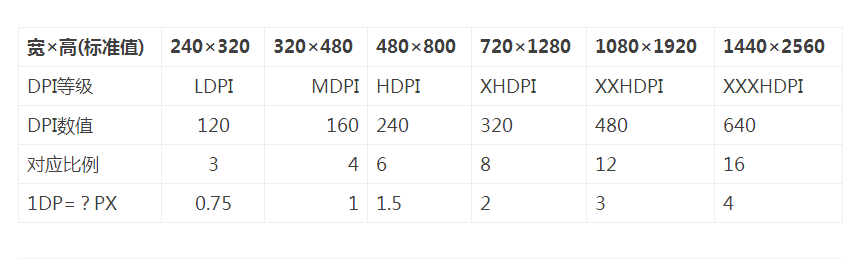 宽×高(标准值) 240×320 320×480 480×800 720×1280 1080×1920 1440×2560
DPI等级 LDPI MDPI HDPI XHDPI XXHDPI XXXHDPI
DPI数值 120 160 240 320 480 640
对应比例 3 4 6 8 12 16
1DP=？PX 0.75 1 1.5 2 3 4